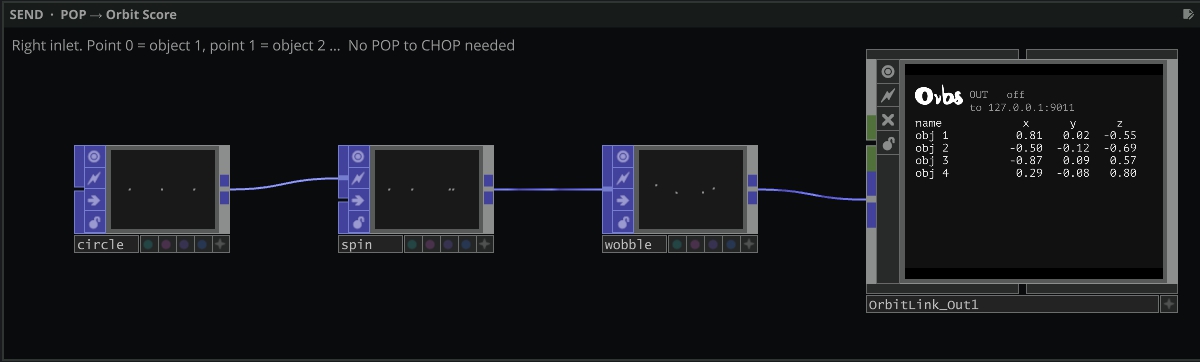 SEND · POP → Orbit Score
Right inlet. Point 0 = object 1, point 1 = object 2 ... No POP to CHOP needed
Orbs OUT off
to 127.0.0.1:9011
name x y z
obj 1 0.81 0.02 -0.55
obj 2 -0.50 -0.12 -0.69
obj 3 -0.87 0.09 0.57
obj 4 0.29 -0.08 0.80
circle
spin
wobble
OrbitLink_Out1